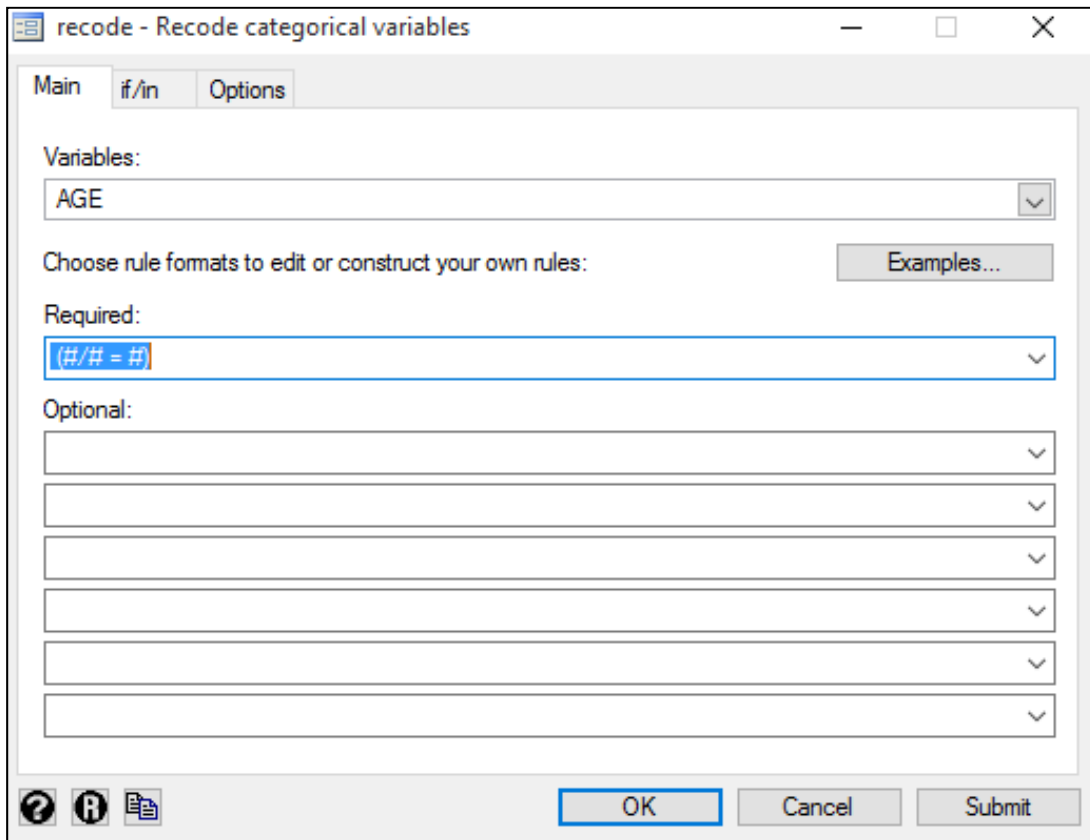 recode - Recode categorical variables
Main if/in Options
Variables:
AGE
Choose rule formats to edit or construct your own rules: Examples...
Required:
(#/# = #)
Optional:
OK Cancel Submit